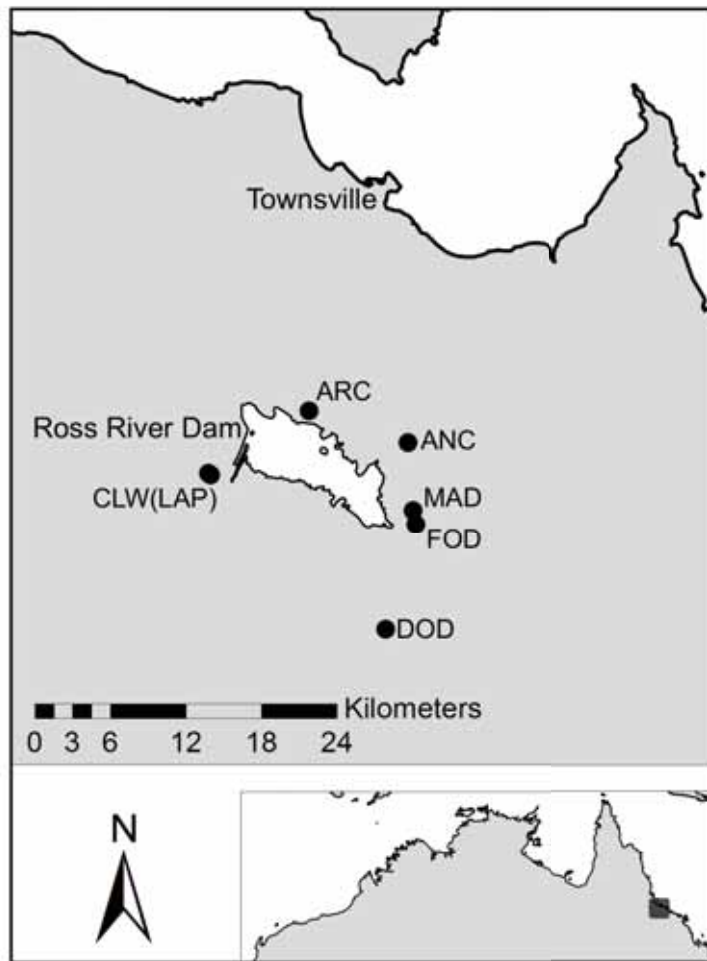 Townsville
ARC
Ross River Dam
ANC
CLW(LAP)
MAD
FOD
DOD
Kilometers
0 3 6 12 18 24
N